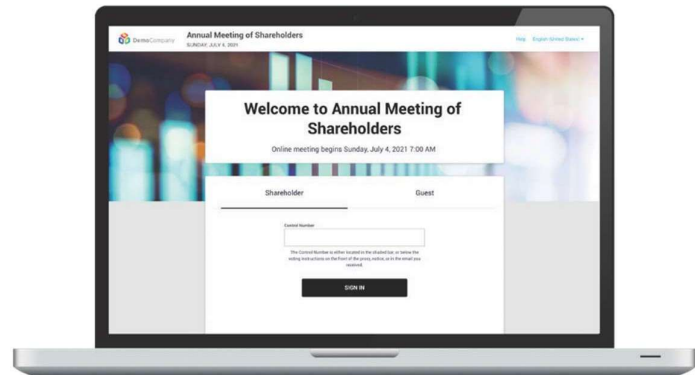 DemoCompany
Annual Meeting of Shareholders
SUNDAY, JULY 4, 2021
Help English (United States)
Welcome to Annual Meeting of
Shareholders
Online meeting begins Sunday, July 4, 2021 7:00 AM
Shareholder Guest
Control Number
The Control Number is either located in the shaded bar, or below the
voting instructions on the front of the proxy, notice, or in the email you
received.
SIGN IN